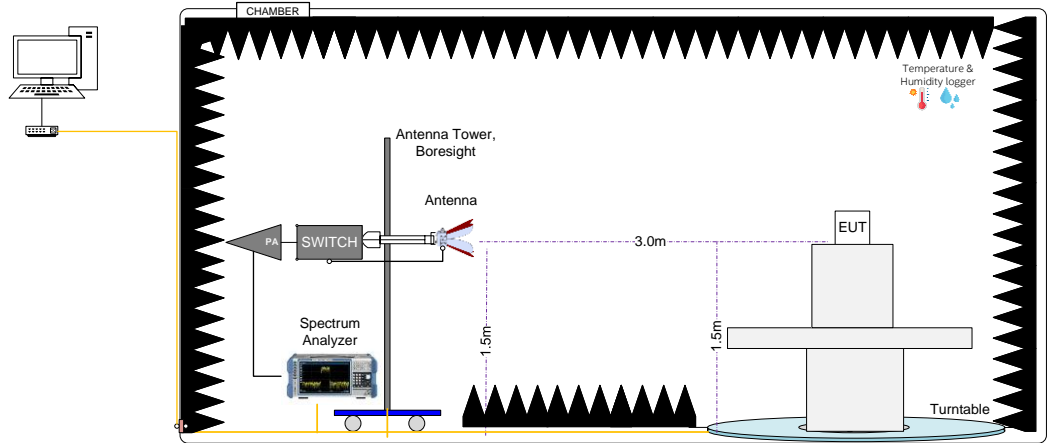 CHAMBER
Temperature &
Humidity logger
Antenna Tower,
Boresight
Antenna
PA
SWITCH
3.0m
EUT
1.5m
1.5m
Spectrum
Analyzer
Turntable